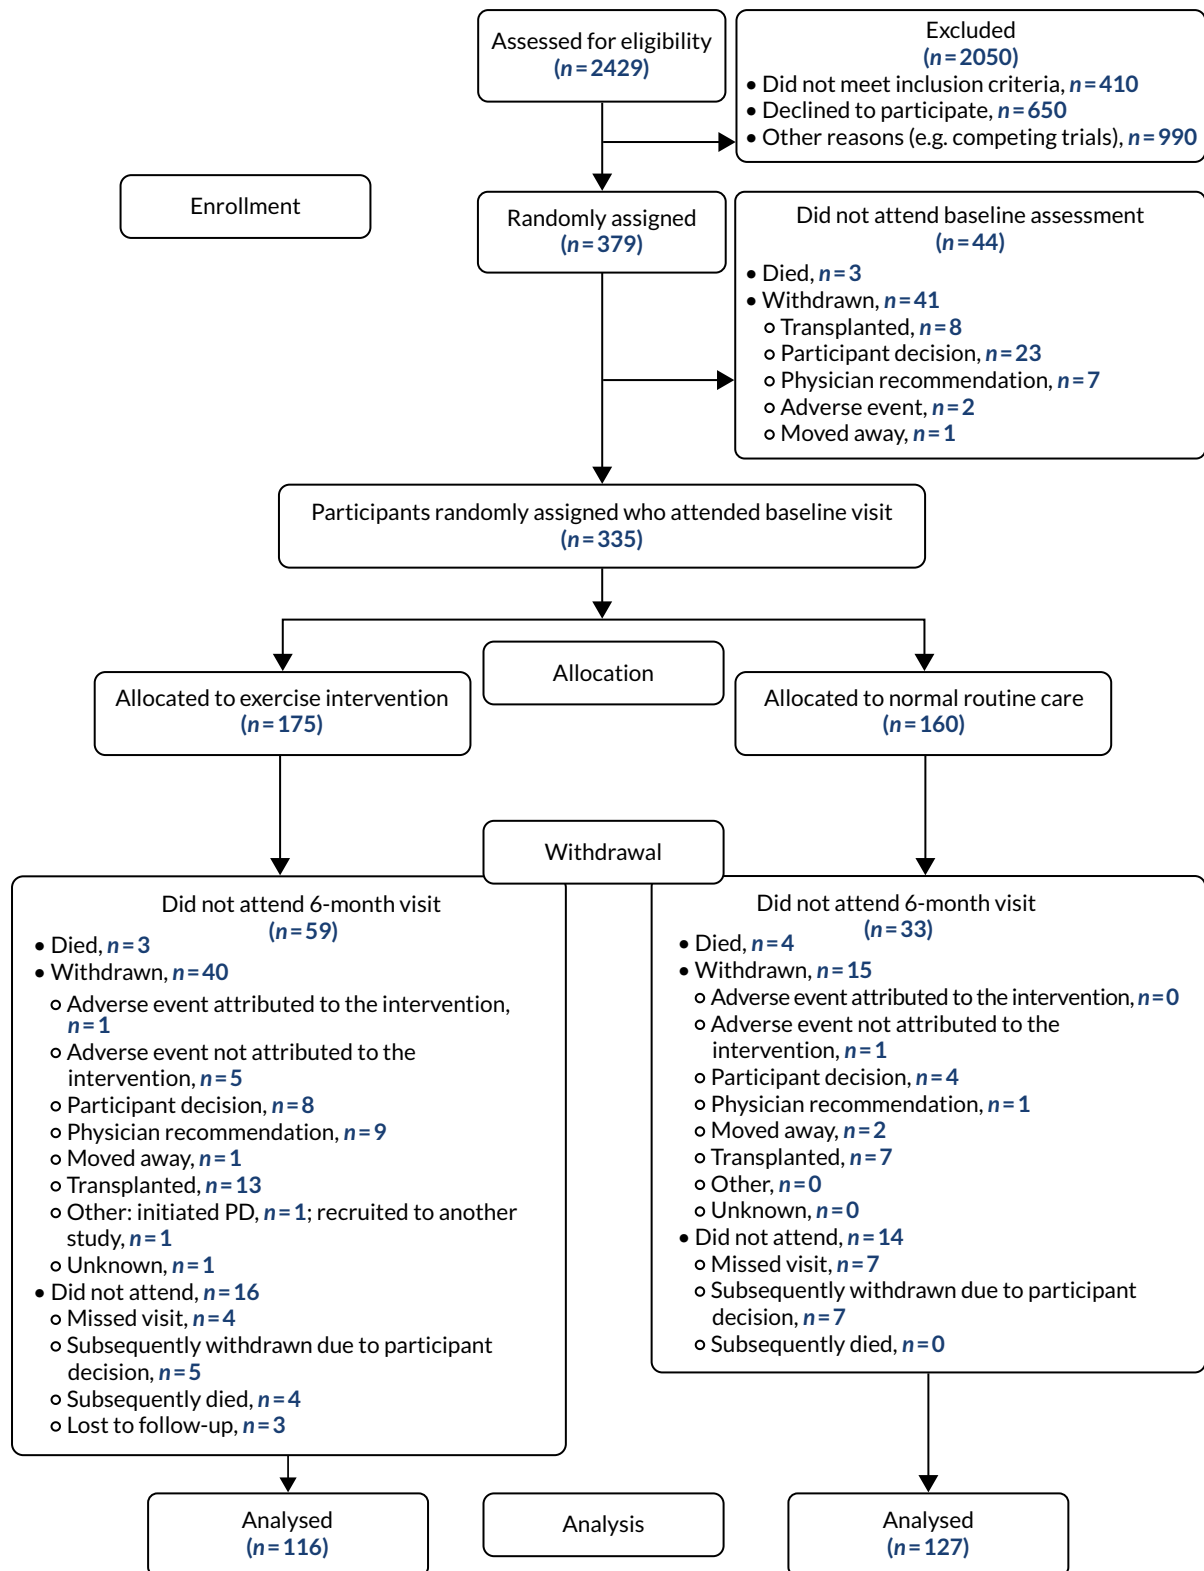 Assessed for eligibility
(n=2429)
Excluded
(n=2050)
• Did not meet inclusion criteria, n=410
• Declined to participate, n=650
• Other reasons (e.g. competing trials), n=990
Enrollment
Randomly assigned
(n=379)
Did not attend baseline assessment
(n=44)
• Died, n=3
• Withdrawn, n=41
Transplanted, n=8
Participant decision, n=23
Physician recommendation, n=7
Adverse event, n=2
Moved away, n=1
Participants randomly assigned who attended baseline visit
(n=335)
Allocation
Allocated to exercise intervention
(n=175)
Allocated to normal routine care
(n=160)
Withdrawal
Did not attend 6-month visit
(n=59)
• Died, n=3
• Withdrawn, n=40
Adverse event attributed to the intervention,
n=1
Adverse event not attributed to the
intervention, n=5
Participant decision, n=8
Physician recommendation, n=9
Moved away, n=1
Transplanted, n=13
Other: initiated PD, n=1; recruited to another
study, n=1
Unknown, n=1
• Did not attend, n=16
Missed visit, n=4
Subsequently withdrawn due to participant
decision, n=5
Subsequently died, n=4
Lost to follow-up, n=3
Did not attend 6-month visit
(n=33)
• Died, n=4
• Withdrawn, n=15
Adverse event attributed to the intervention, n=0
Adverse event not attributed to the
intervention, n=1
Participant decision, n=4
Physician recommendation, n=1
Moved away, n=2
Transplanted, n=7
Other, n=0
Unknown, n=0
• Did not attend, n=14
Missed visit, n=7
Subsequently withdrawn due to participant
decision, n=7
Subsequently died, n=0
Analysed
(n=116)
Analysis
Analysed
(n=127)